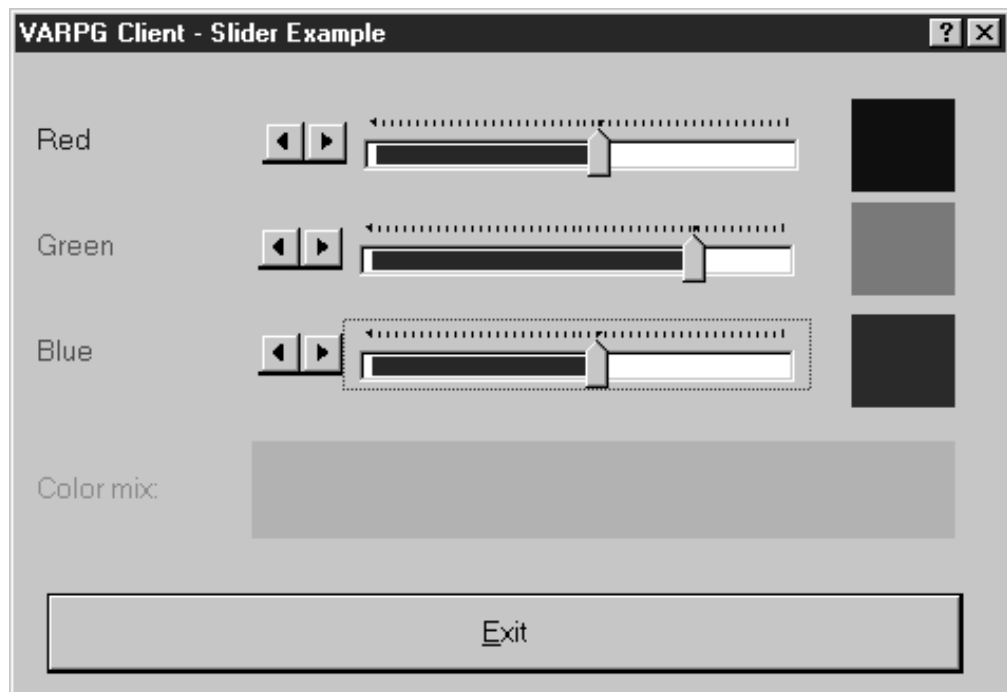 VARPG Client - Slider Example
Red
Green
Blue
Color mix:
Exit